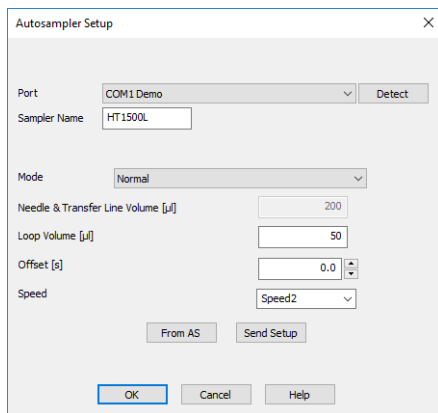 Autosampler Setup
Port COM1 Demo Detect
Sampler Name HT1500L
Mode Normal
Needle & Transfer Line Volume [µl] 200
Loop Volume [µl] 50
Offset [s] 0.0
Speed Speed2
From AS Send Setup
OK Cancel Help